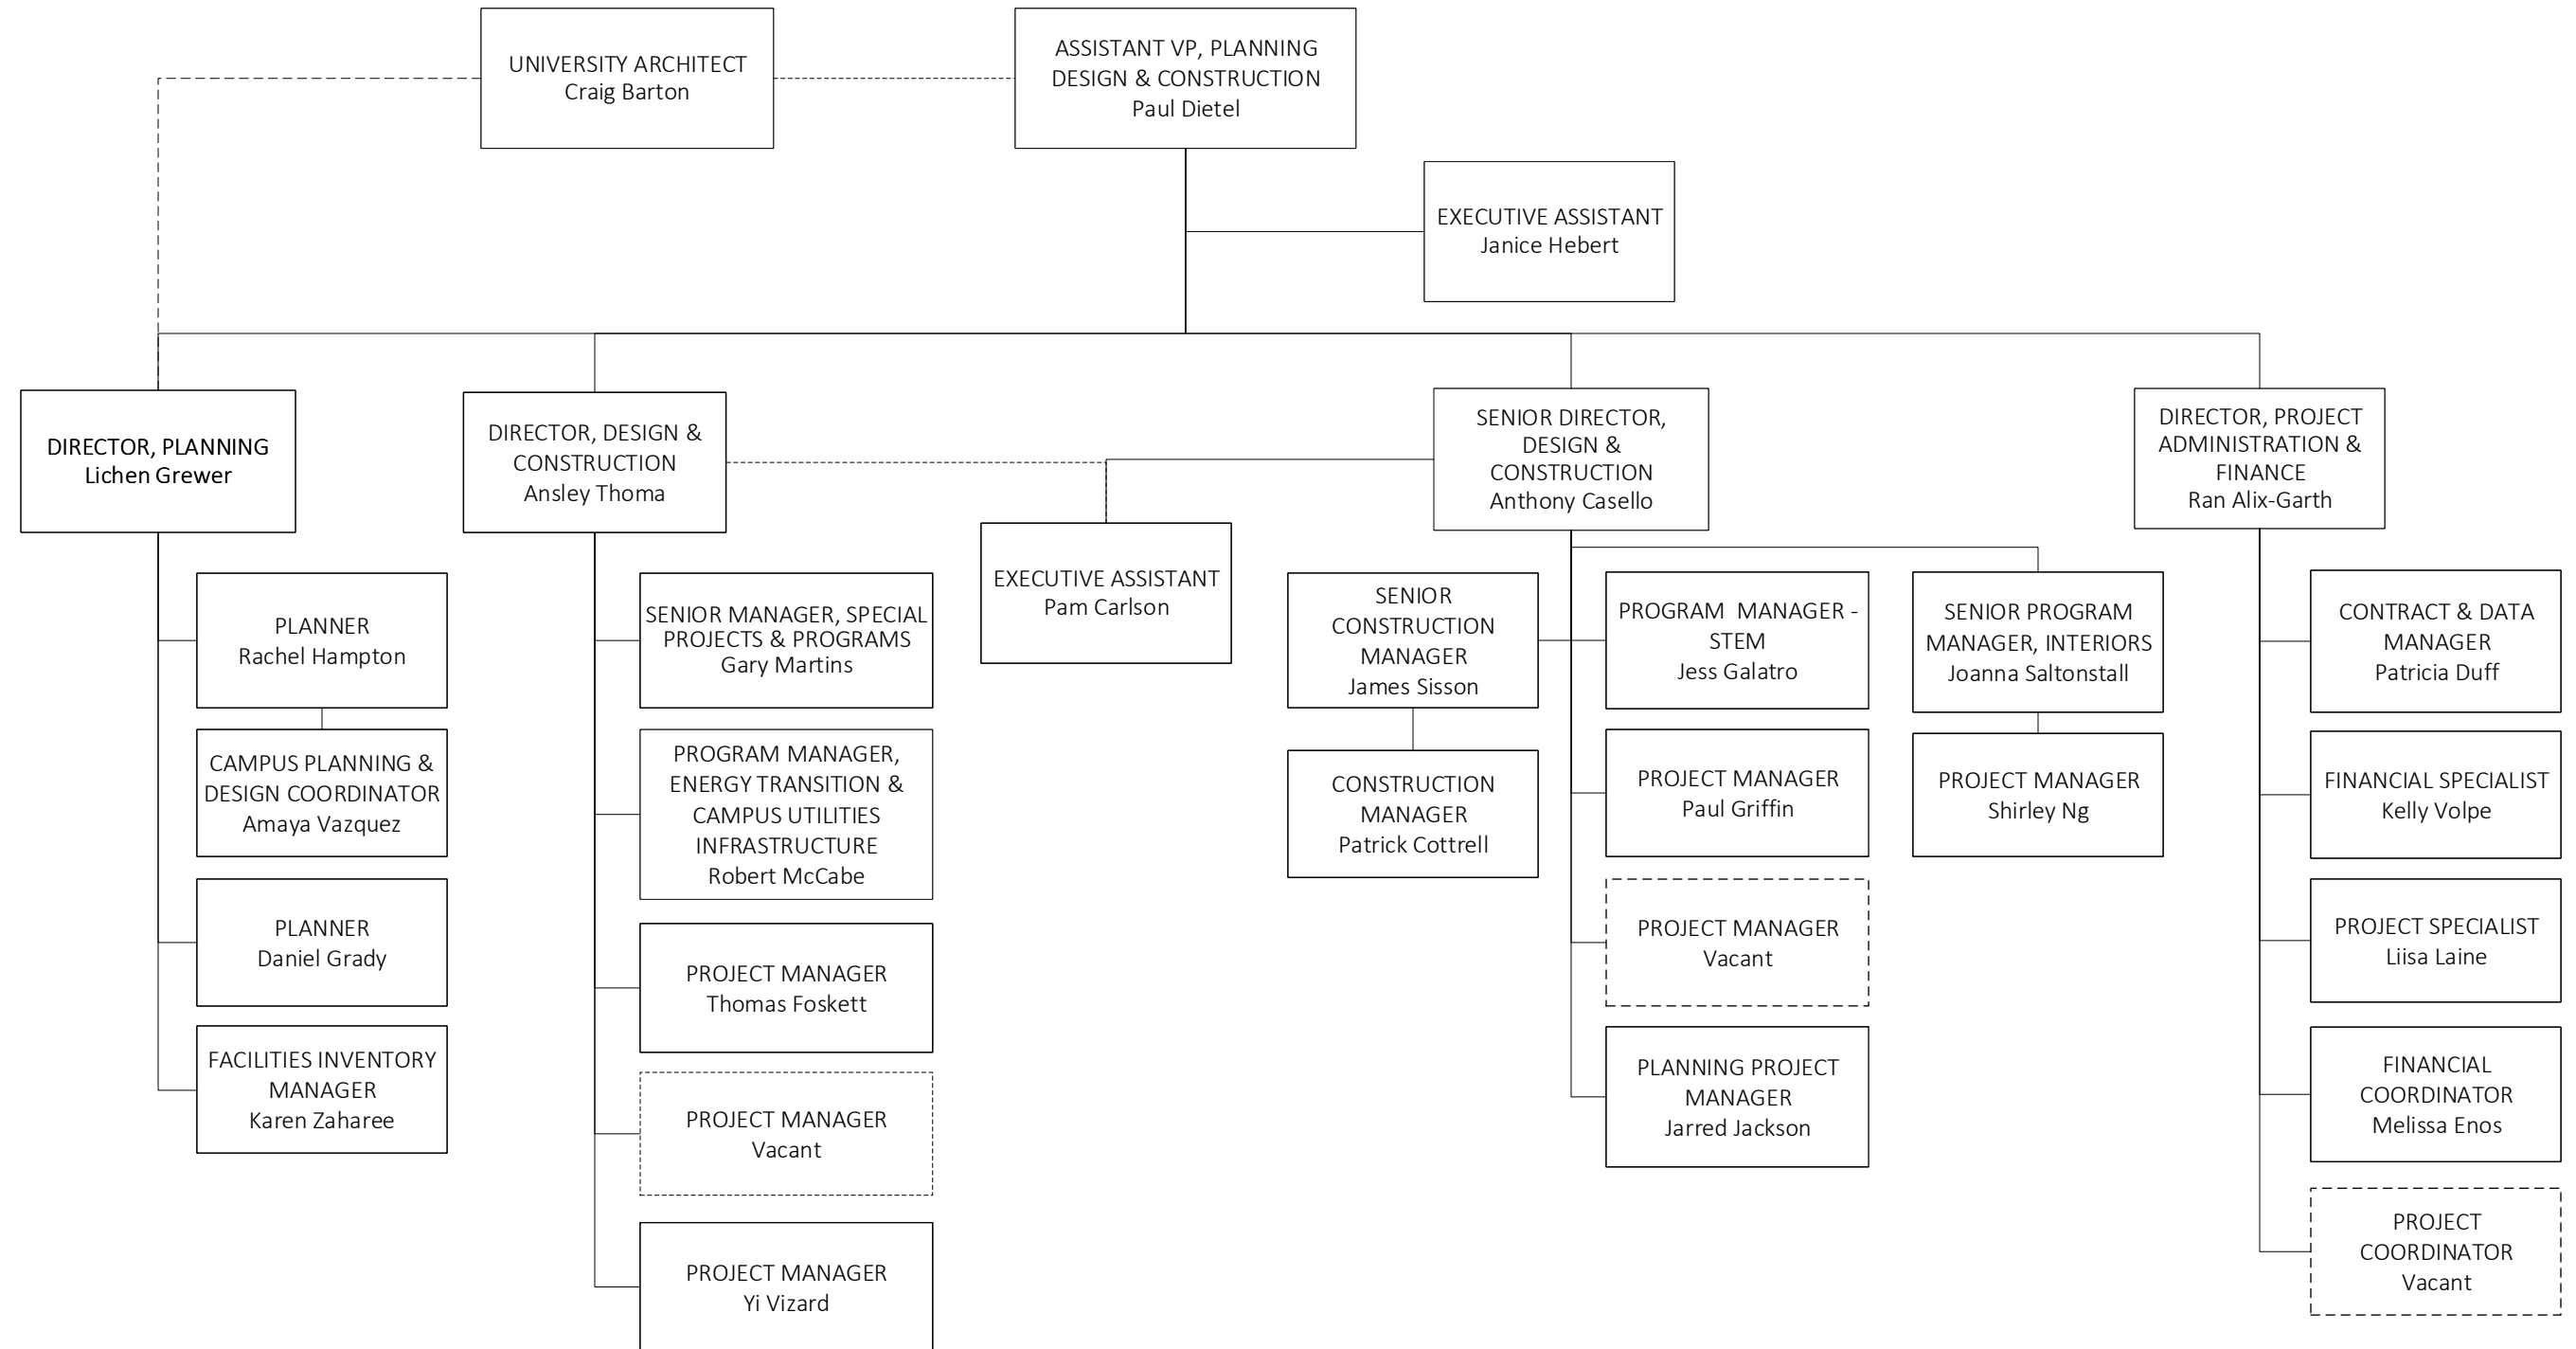 UNIVERSITY ARCHITECT
Craig Barton
ASSISTANT VP, PLANNING
DESIGN & CONSTRUCTION
Paul Dietel
EXECUTIVE ASSISTANT
Janice Hebert
DIRECTOR, PLANNING
Lichen Grewer
DIRECTOR, DESIGN &
CONSTRUCTION
Ansley Thoma
SENIOR DIRECTOR,
DESIGN &
CONSTRUCTION
Anthony Casello
DIRECTOR, PROJECT
ADMINISTRATION &
FINANCE
Ran Alix-Garth
PLANNER
Rachel Hampton
CAMPUS PLANNING &
DESIGN COORDINATOR
Amaya Vazquez
PLANNER
Daniel Grady
FACILITIES INVENTORY
MANAGER
Karen Zaharee
SENIOR MANAGER, SPECIAL
PROJECTS & PROGRAMS
Gary Martins
PROGRAM MANAGER,
ENERGY TRANSITION &
CAMPUS UTILITIES
INFRASTRUCTURE
Robert McCabe
PROJECT MANAGER
Thomas Foskett
PROJECT MANAGER
Vacant
PROJECT MANAGER
Yi Vizard
EXECUTIVE ASSISTANT
Pam Carlson
SENIOR
CONSTRUCTION
MANAGER
James Sisson
CONSTRUCTION
MANAGER
Patrick Cottrell
PROGRAM  MANAGER -
STEM
Jess Galatro
PROJECT MANAGER
Paul Griffin
PROJECT MANAGER
Vacant
PLANNING PROJECT
MANAGER
Jarred Jackson
SENIOR PROGRAM
MANAGER, INTERIORS
Joanna Saltonstall
PROJECT MANAGER
Shirley Ng
CONTRACT & DATA
MANAGER
Patricia Duff
FINANCIAL SPECIALIST
Kelly Volpe
PROJECT SPECIALIST
Liisa Laine
FINANCIAL
COORDINATOR
Melissa Enos
PROJECT
COORDINATOR
Vacant